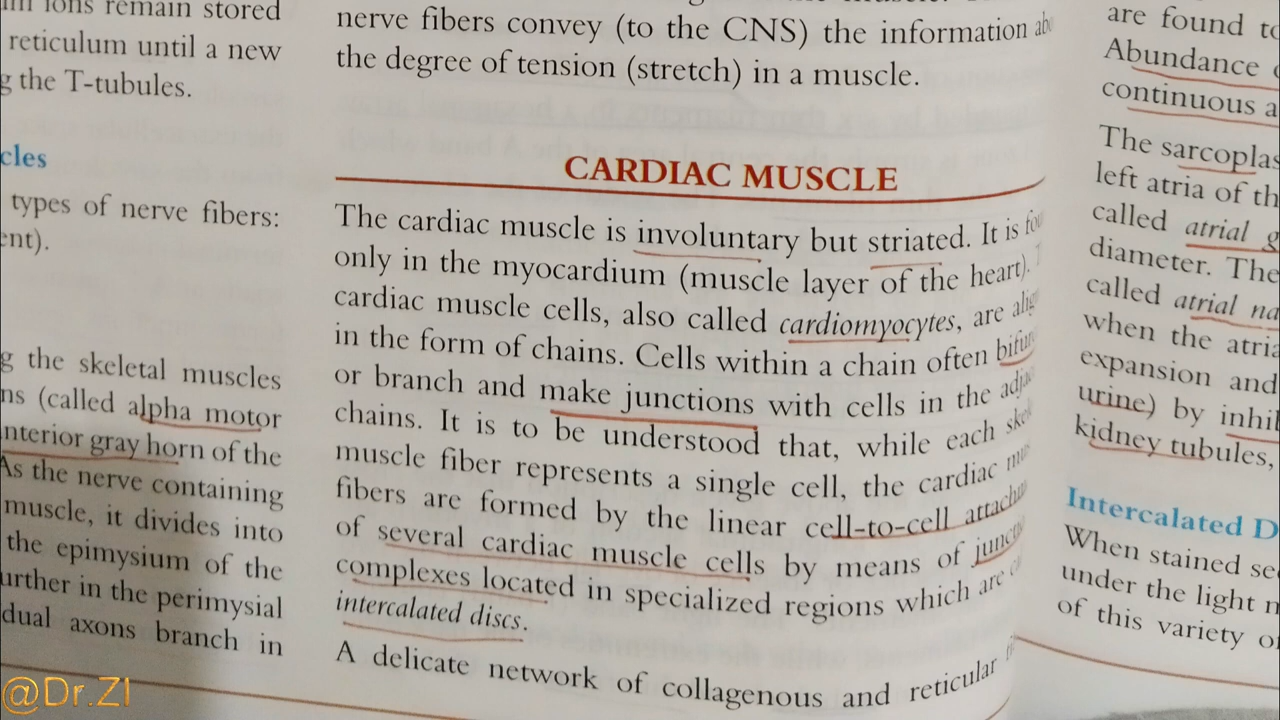 ions remain stored
reticulum until a new
the T-tubules.
types of nerve fibers:
the skeletal muscles
(called alpha motor
gray horn of the
As the nerve containing
muscle, it divides into
the epimysium of the
in the perimysial
axons branch in
nerve fibers convey (to the CNS) the information
the degree of tension (stretch) in a muscle.
CARDIAC MUSCLE
The cardiac muscle is involuntary but striated. It is
only in the myocardium (muscle layer of the heart).
cardiac muscle cells, also called cardiomyocytes, are
in the form of chains. Cells within a chain often
or branch and make junctions with cells in the
chains. It is to be understood that, while each
muscle fiber represents a single cell, the cardiac
fibers are formed by the linear cell-to-cell
of several cardiac muscle cells by means of
complexes located in specialized regions which are
intercalated discs.
A delicate network of collagenous and reticular
are found
Abundance
continuous a
The
left atria of
called atrial
diameter. The
called atrial
when the
expansion and
urine) by
kidney tubules,
Intercalated D
When stained
under the light
of this variety
@Dr.ZI